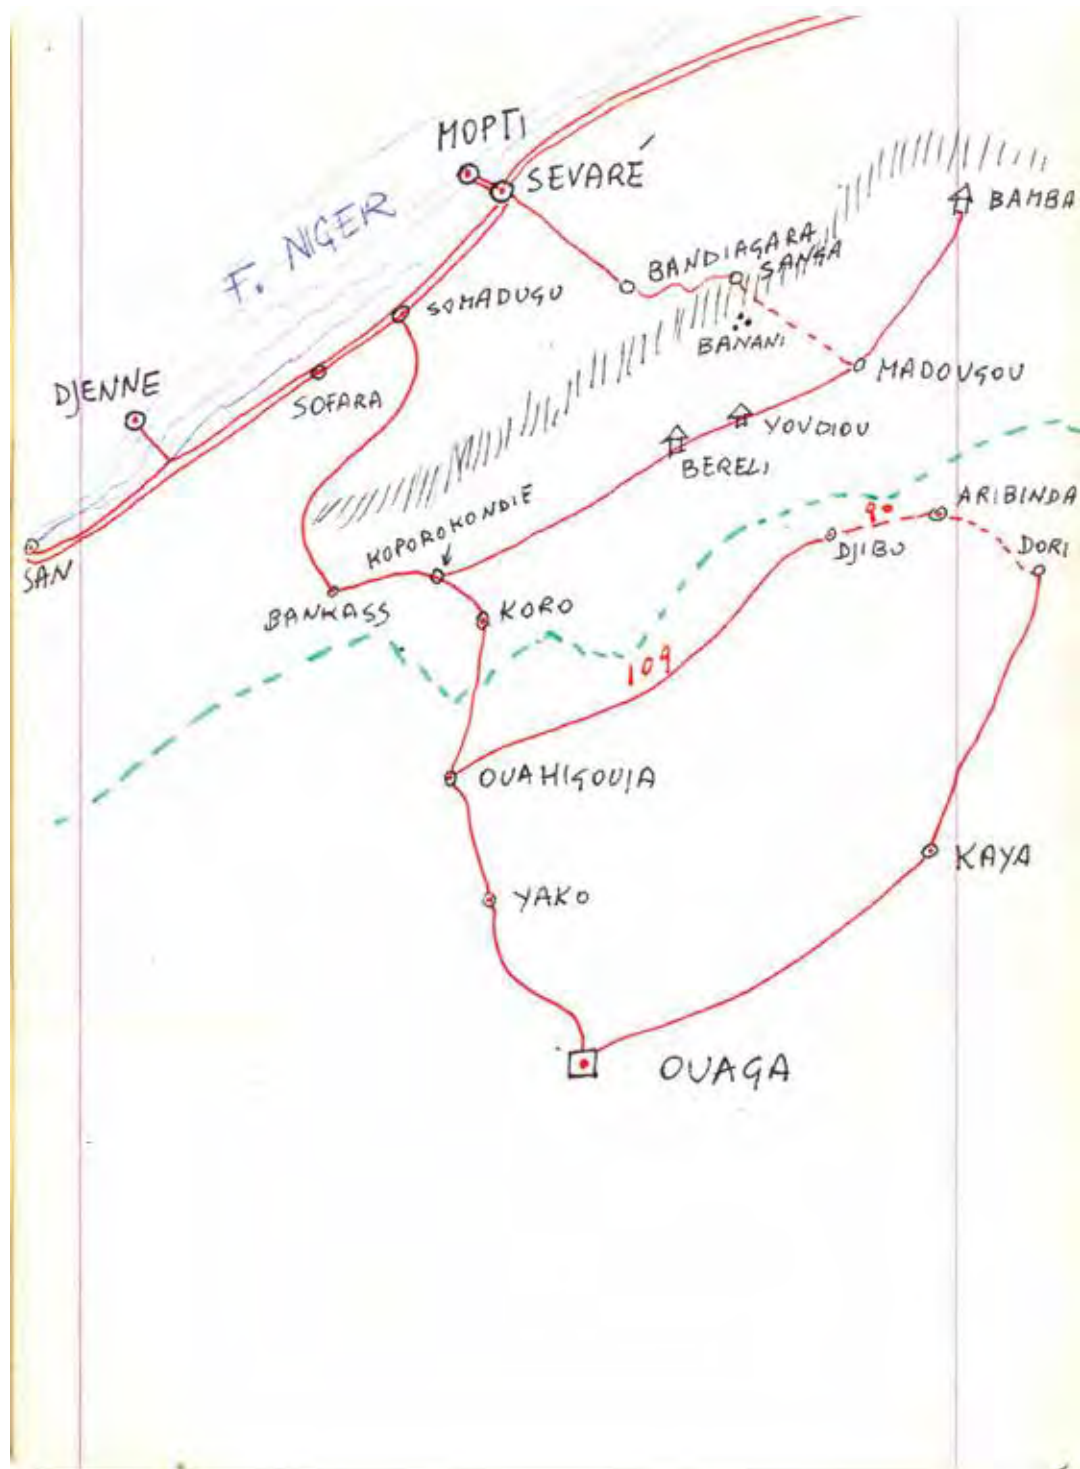 MOPTI
SEVARÉ
F. NIGER
BAMBA
BANDIAGARA
SANGA
SOMADUGU
BANANI
MADOUGOU
DJENNE
SOFARA
YOUDIOU
BERELI
KOPOROKONDIE
ARIBINDA
90
DJIBU
DORI
SAN
BANKASS
KORO
109
OUAHIGOUIA
KAYA
YAKO
OUAGA